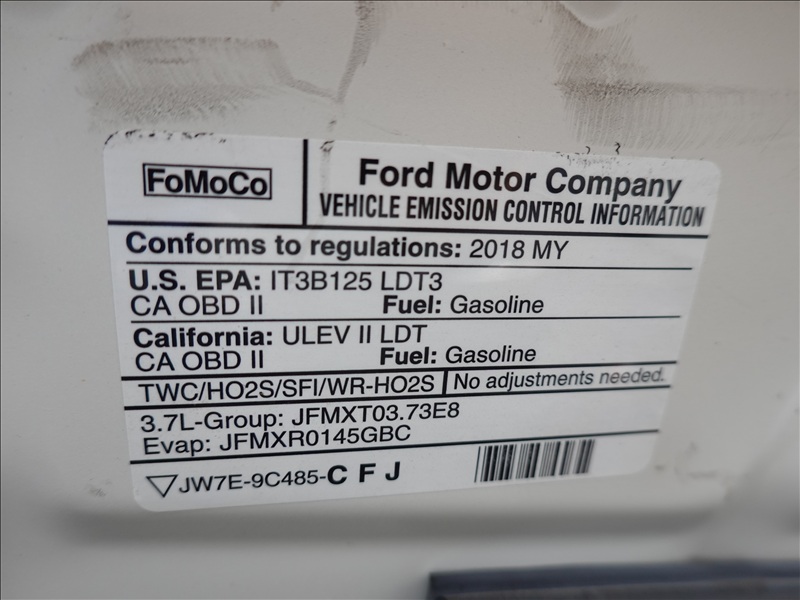 FoMoCo
Ford Motor Company
VEHICLE EMISSION CONTROL INFORMATION
Conforms to regulations: 2018 MY
U.S. EPA: IT3B125 LDT3
CA OBD II Fuel: Gasoline
California: ULEV II LDT
CA OBD II Fuel: Gasoline
TWC/HO2S/SFI/WR-HO2S No adjustments needed.
3.7L-Group: JFMXT03.73E8
Evap: JFMXR0145GBC
JW7E-9C485-C F J